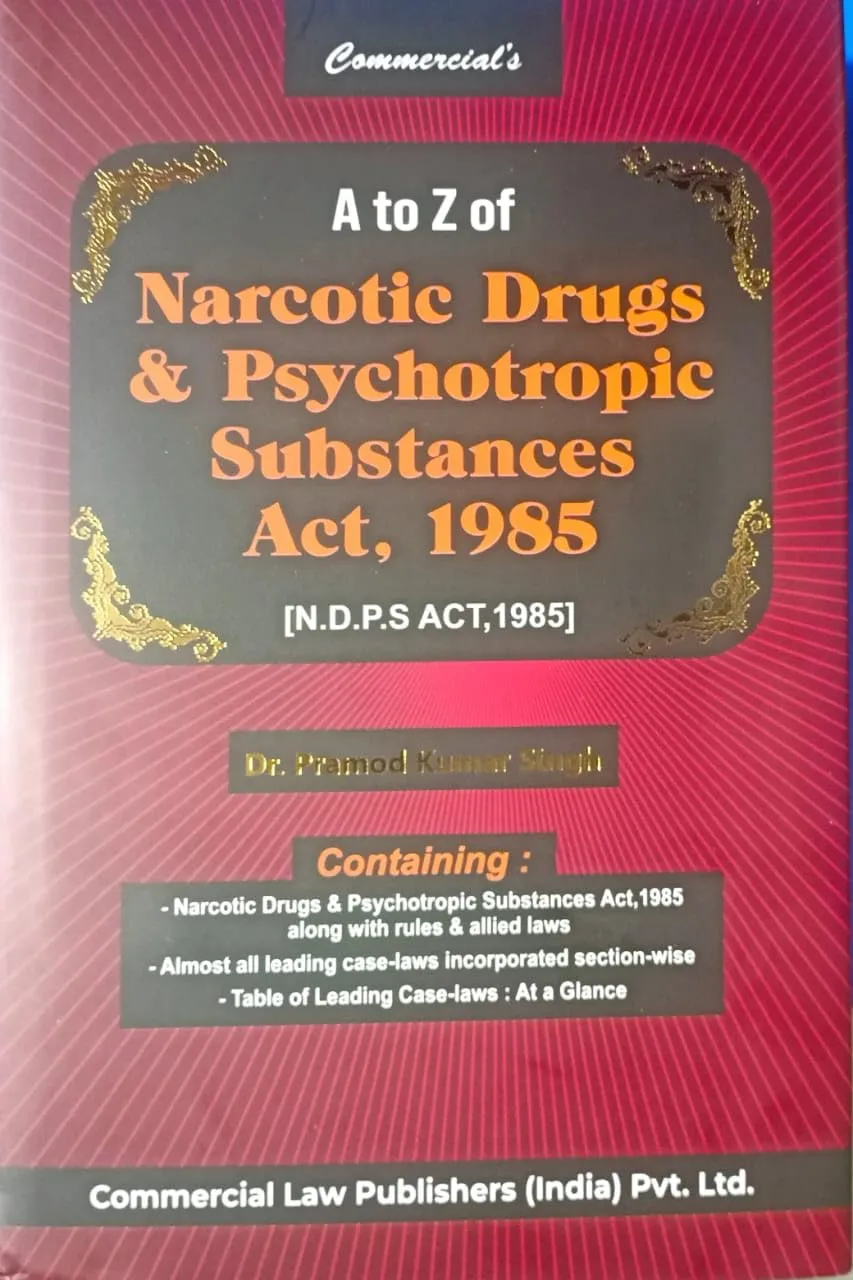 Commercial's
A to Z of
Narcotic Drugs
& Psychotropic
Substances
Act, 1985
[N.D.P.S ACT,1985]
Dr. Pramod Kumar Singh
Containing :
- Narcotic Drugs & Psychotropic Substances Act,1985
along with rules & allied laws
- Almost all leading case-laws incorporated section-wise
- Table of Leading Case-laws : At a Glance
Commercial Law Publishers (India) Pvt. Ltd.